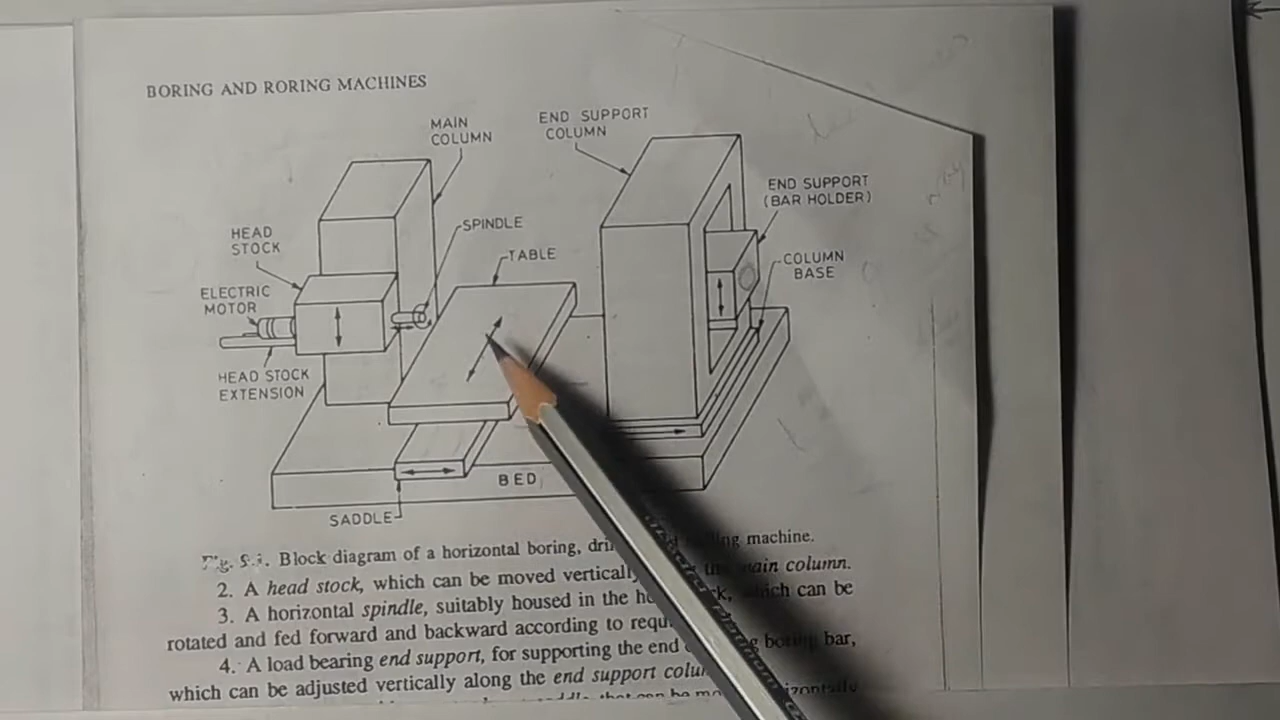 BORING AND RORING MACHINES
MAIN
COLUMN
END SUPPORT
COLUMN
END SUPPORT
(BAR HOLDER)
HEAD
STOCK
SPINDLE
TABLE
COLUMN
BASE
ELECTRIC
MOTOR
HEAD STOCK
EXTENSION
BED
SADDLE
Block diagram of a horizontal boring, machine.
2. A head stock, which can be moved main column.
3. A horizontal spindle, suitably housed in the which can be
rotated and fed forward and backward according to
4. A load bearing end support, for supporting the end boring bar,
which can be adjusted vertically along the end support